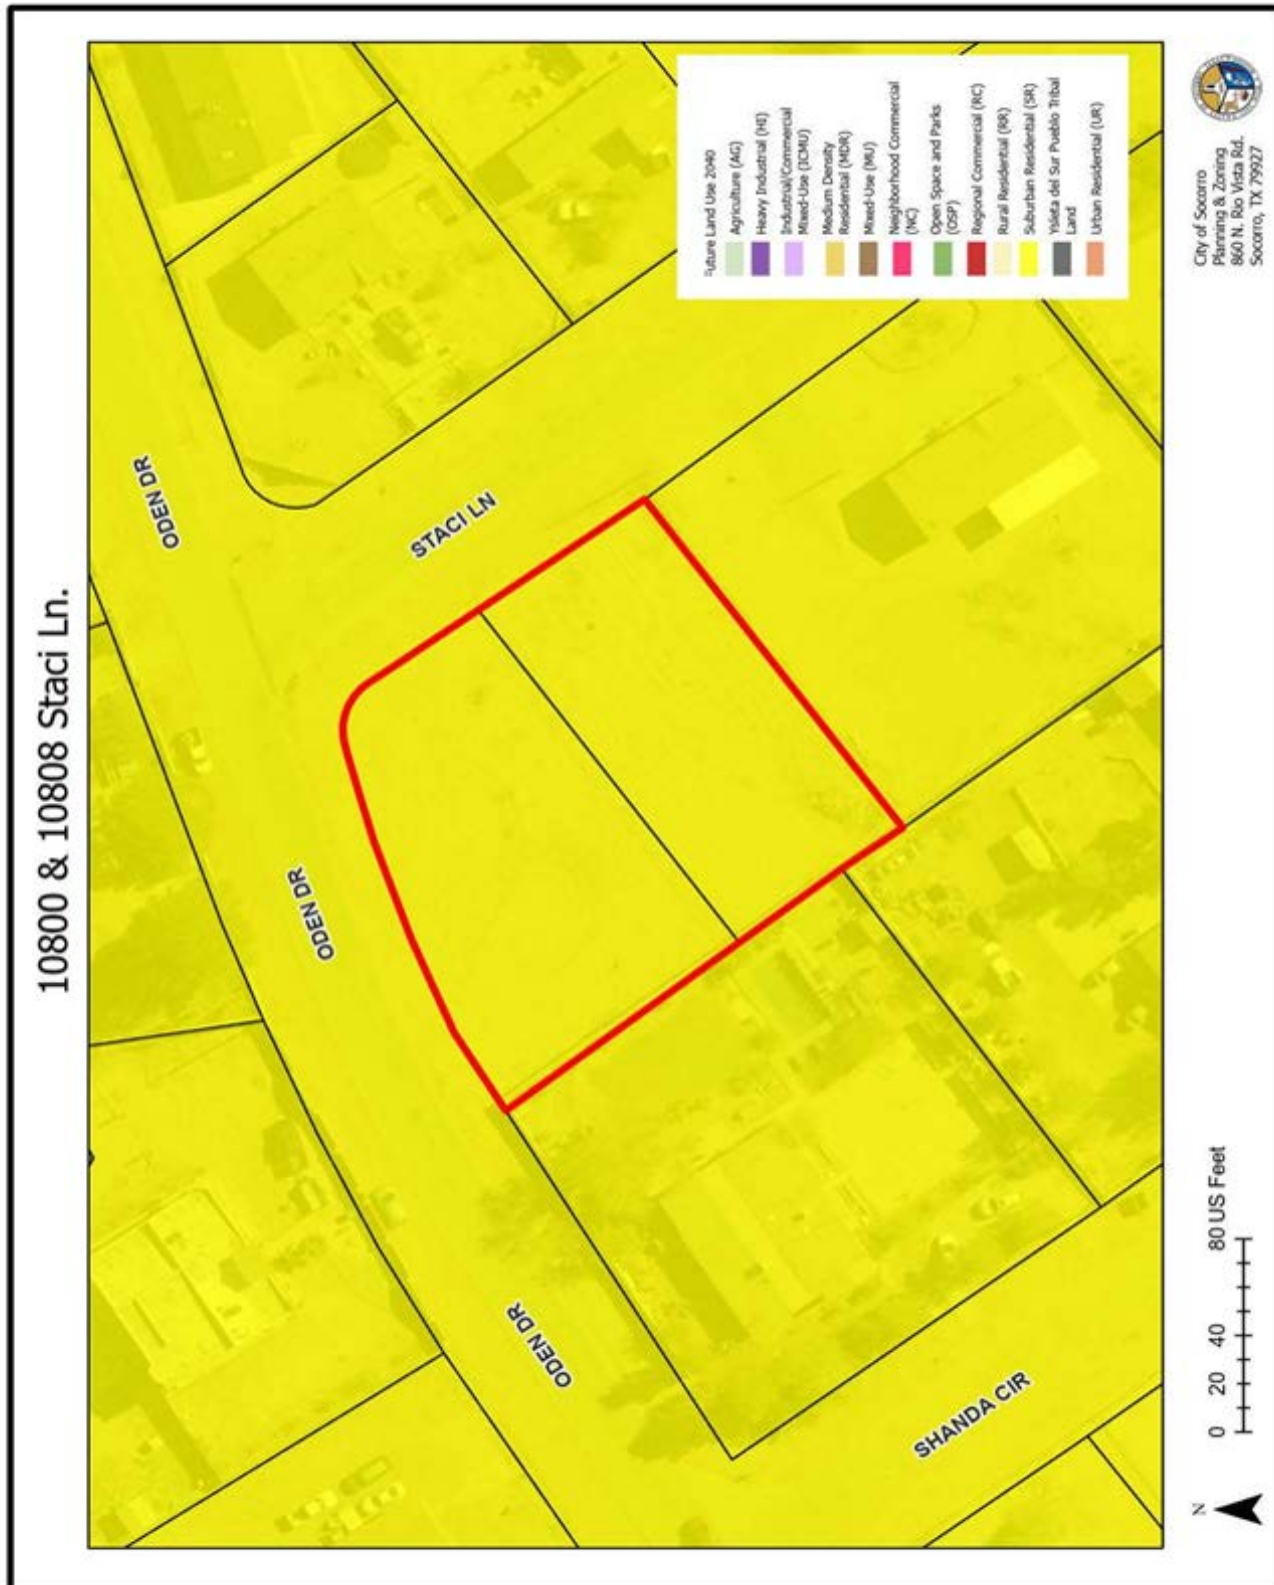 10800 & 10808 Staci Ln.
ODEN DR
ODEN DR
ODEN DR
STACI LN
SHANDA CIR
Future Land Use 2040
Agriculture (AG)
Heavy Industrial (HI)
Industrial/Commercial
Mixed-Use (ICMU)
Medium Density
Residential (MDR)
Mixed-Use (MU)
Neighborhood Commercial
(NC)
Open Space and Parks
(OSP)
Regional Commercial (RC)
Rural Residential (RR)
Suburban Residential (SR)
Ysleta del Sur Pueblo Tribal
Land
Urban Residential (UR)
N
0 20 40 80 US Feet
City of Socorro
Planning & Zoning
860 N. Rio Vista Rd.
Socorro, TX 79927